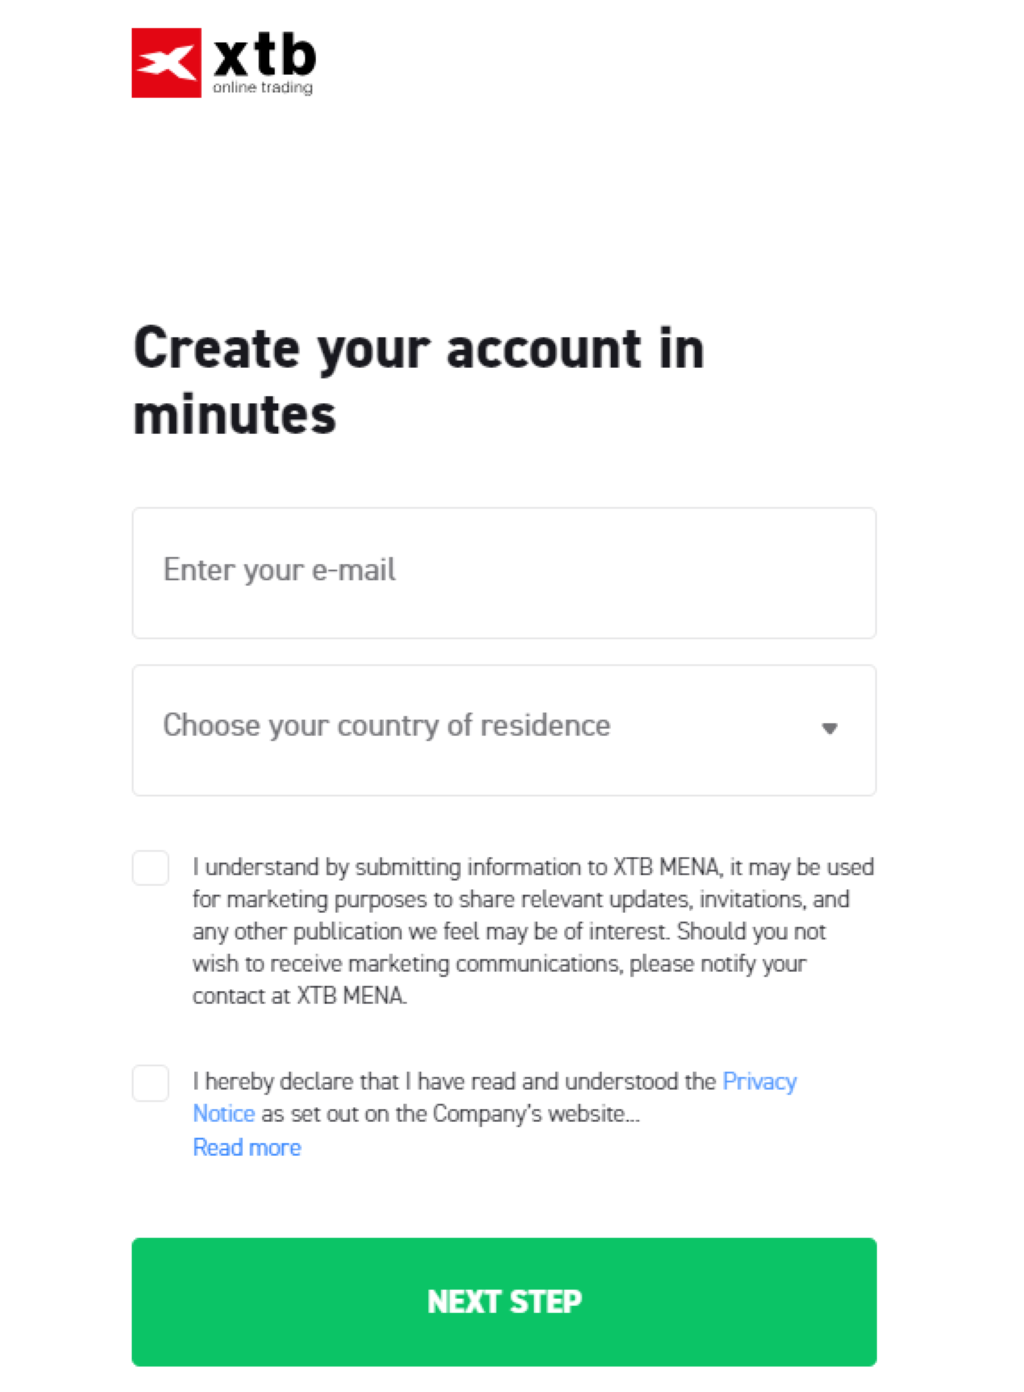 xtb
online trading
Create your account in
minutes
Enter your e-mail
Choose your country of residence
I understand by submitting information to XTB MENA, it may be used
for marketing purposes to share relevant updates, invitations, and
any other publication we feel may be of interest. Should you not
wish to receive marketing communications, please notify your
contact at XTB MENA.
I hereby declare that I have read and understood the Privacy
Notice as set out on the Company's website...
Read more
NEXT STEP